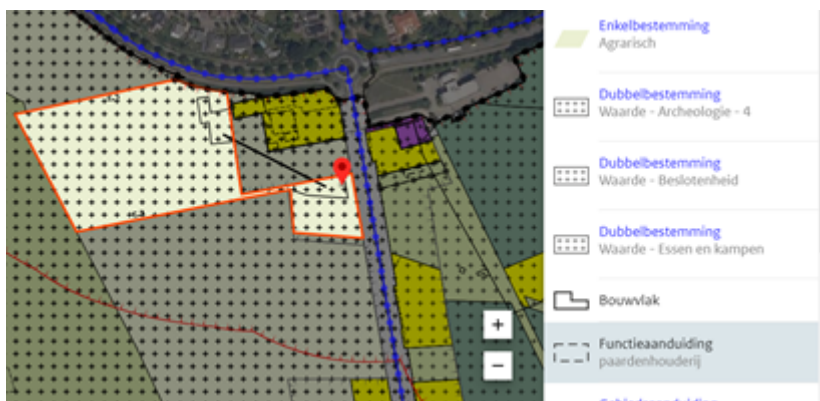 Enkelbestemming
Agrarisch
Dubbelbestemming
Waarde - Archeologie - 4
Dubbelbestemming
Waarde - Beslotenheid
Dubbelbestemming
Waarde - Essen en kampen
Bouwvlak
Functieaanduiding
paardenhouderij
+
−